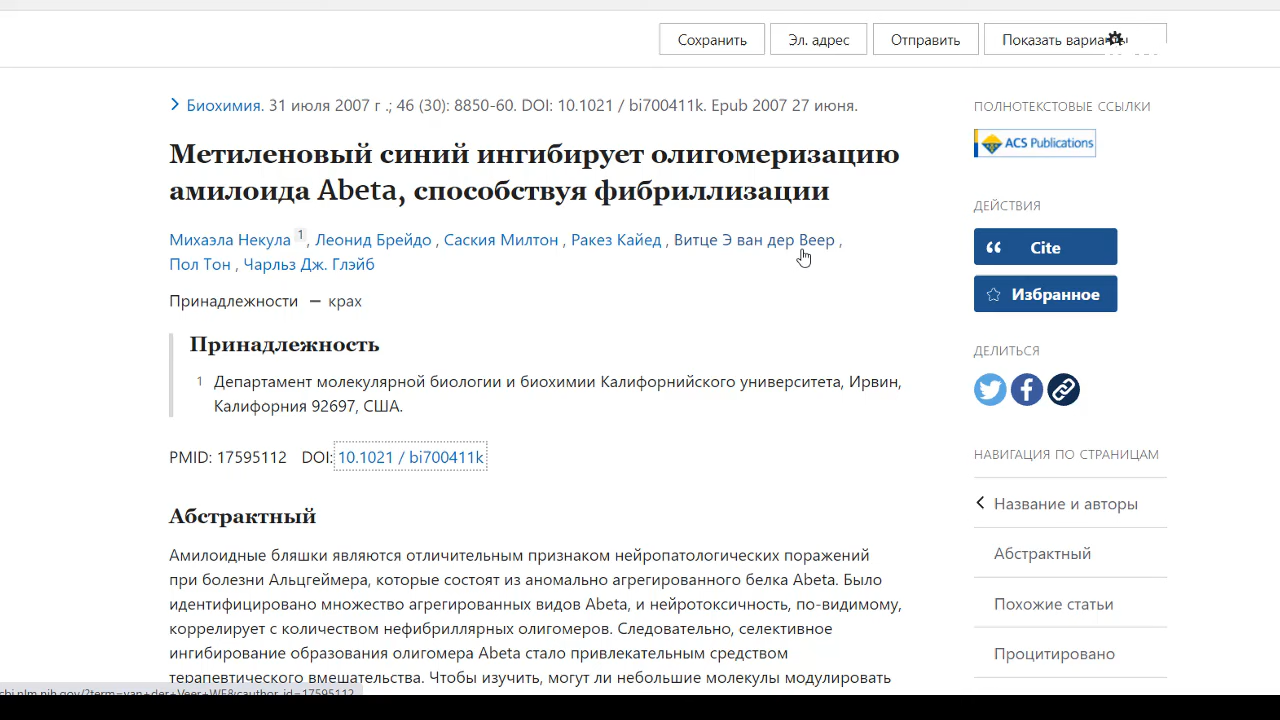 Сохранить Эл. адрес Отправить Показать
Биохимия. 31 июля 2007 г .; 46 (30): 8850-60. DOI: 10.1021 / bi700411k. Epub 2007 27 июня.
Метиленовый синий ингибирует олигомеризацию
амилоида Abeta, способствуя фибриллизации
Михаэла Некула 1 , Леонид Брейдо , Саския Милтон , Ракез Кайед , Витце Э ван дер Веер ,
Пол Тон , Чарльз Дж. Глэйб
Принадлежности — крах
Принадлежность
1 Департамент молекулярной биологии и биохимии Калифорнийского университета, Ирвин,
Калифорния 92697, США.
PMID: 17595112 DOI: 10.1021 / bi700411k
Абстрактный
Амилоидные бляшки являются отличительным признаком нейропатологических поражений
при болезни Альцгеймера, которые состоят из аномально агрегированного белка Abeta. Было
идентифицировано множество агрегированных видов Abeta, и нейротоксичность, по-видимому,
коррелирует с количеством нефибриллярных олигомеров. Следовательно, селективное
ингибирование образования олигомера Abeta стало привлекательным средством
терапевтического вмешательства. Чтобы изучить, могут ли небольшие молекулы модулировать
ПОЛНОТЕКСТОВЫЕ ССЫЛКИ
ACS Publications
ДЕЙСТВИЯ
Cite
Избранное
ДЕЛИТЬСЯ
НАВИГАЦИЯ ПО СТРАНИЦАМ
Название и авторы
Абстрактный
Похожие статьи
Процитировано